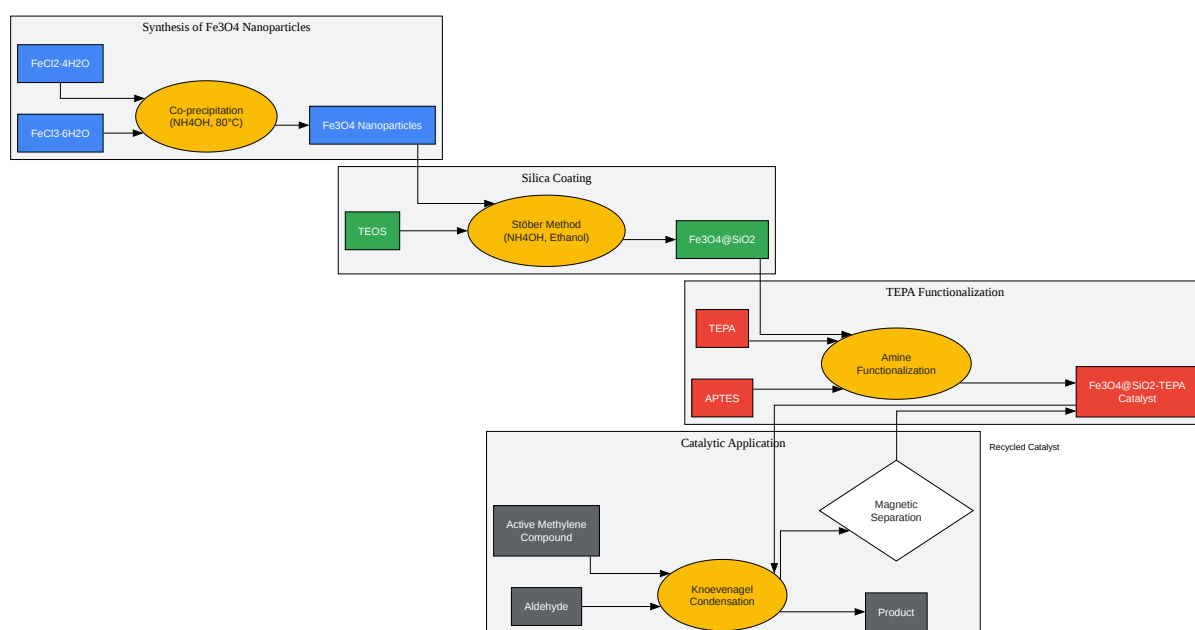 Synthesis of Fe3O4 Nanoparticles
FeCl2·4H2O
Co-precipitation
(NH4OH, 80°C)
FeCl3·6H2O
Fe3O4 Nanoparticles
Silica Coating
TEOS
Stöber Method
(NH4OH, Ethanol)
Fe3O4@SiO2
TEPA Functionalization
TEPA
Amine
Functionalization
APTES
Fe3O4@SiO2-TEPA
Catalyst
Catalytic Application
Recycled Catalyst
Magnetic
Separation
Active Methylene
Compound
Knoevenagel
Condensation
Aldehyde
Product